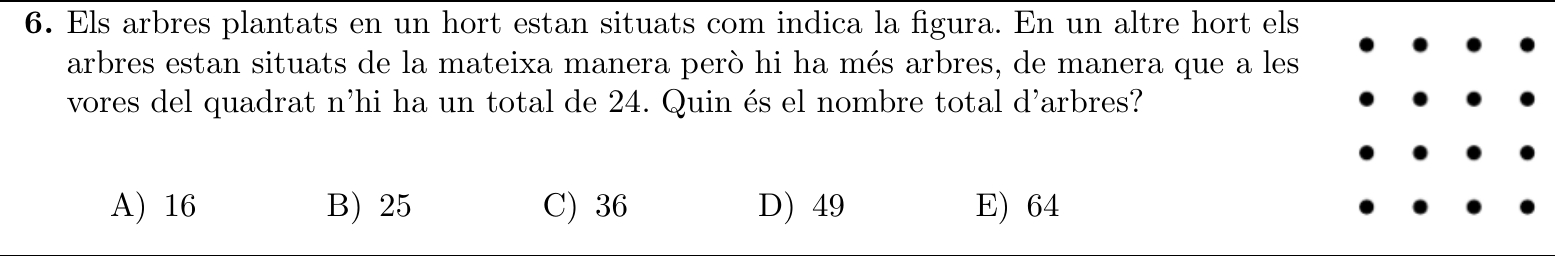 6. Els arbres plantats en un hort estan situats com indica la figura. En un altre hort els
arbres estan situats de la mateixa manera però hi ha més arbres, de manera que a les
vores del quadrat n'hi ha un total de 24. Quin és el nombre total d'arbres?
A) 16 B) 25 C) 36 D) 49 E) 64